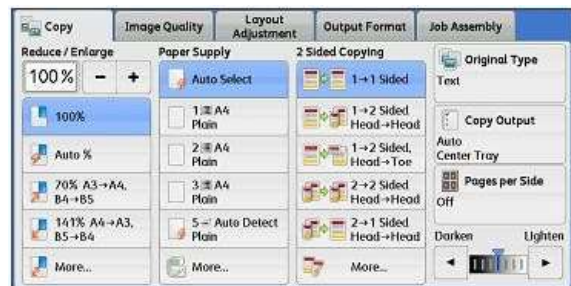 Copy
Image Quality
Layout
Adjustment
Output Format
Job Assembly
Reduce / Enlarge
100%
-
+
100%
Auto %
70% A3→A4,
B4→B5
141% A4→A3,
B5→B4
More...
Paper Supply
Auto Select
1 A4
Plain
2 A4
Plain
3 A4
Plain
5 Auto Detect
Plain
More...
2 Sided Copying
1→1 Sided
1→2 Sided
Head→Head
1→2 Sided,
Head→Toe
2→2 Sided
Head→Head
2→1 Sided
Head→Head
More...
Original Type
Text
Copy Output
Auto
Center Tray
Pages per Side
Off
Darken
Lighten